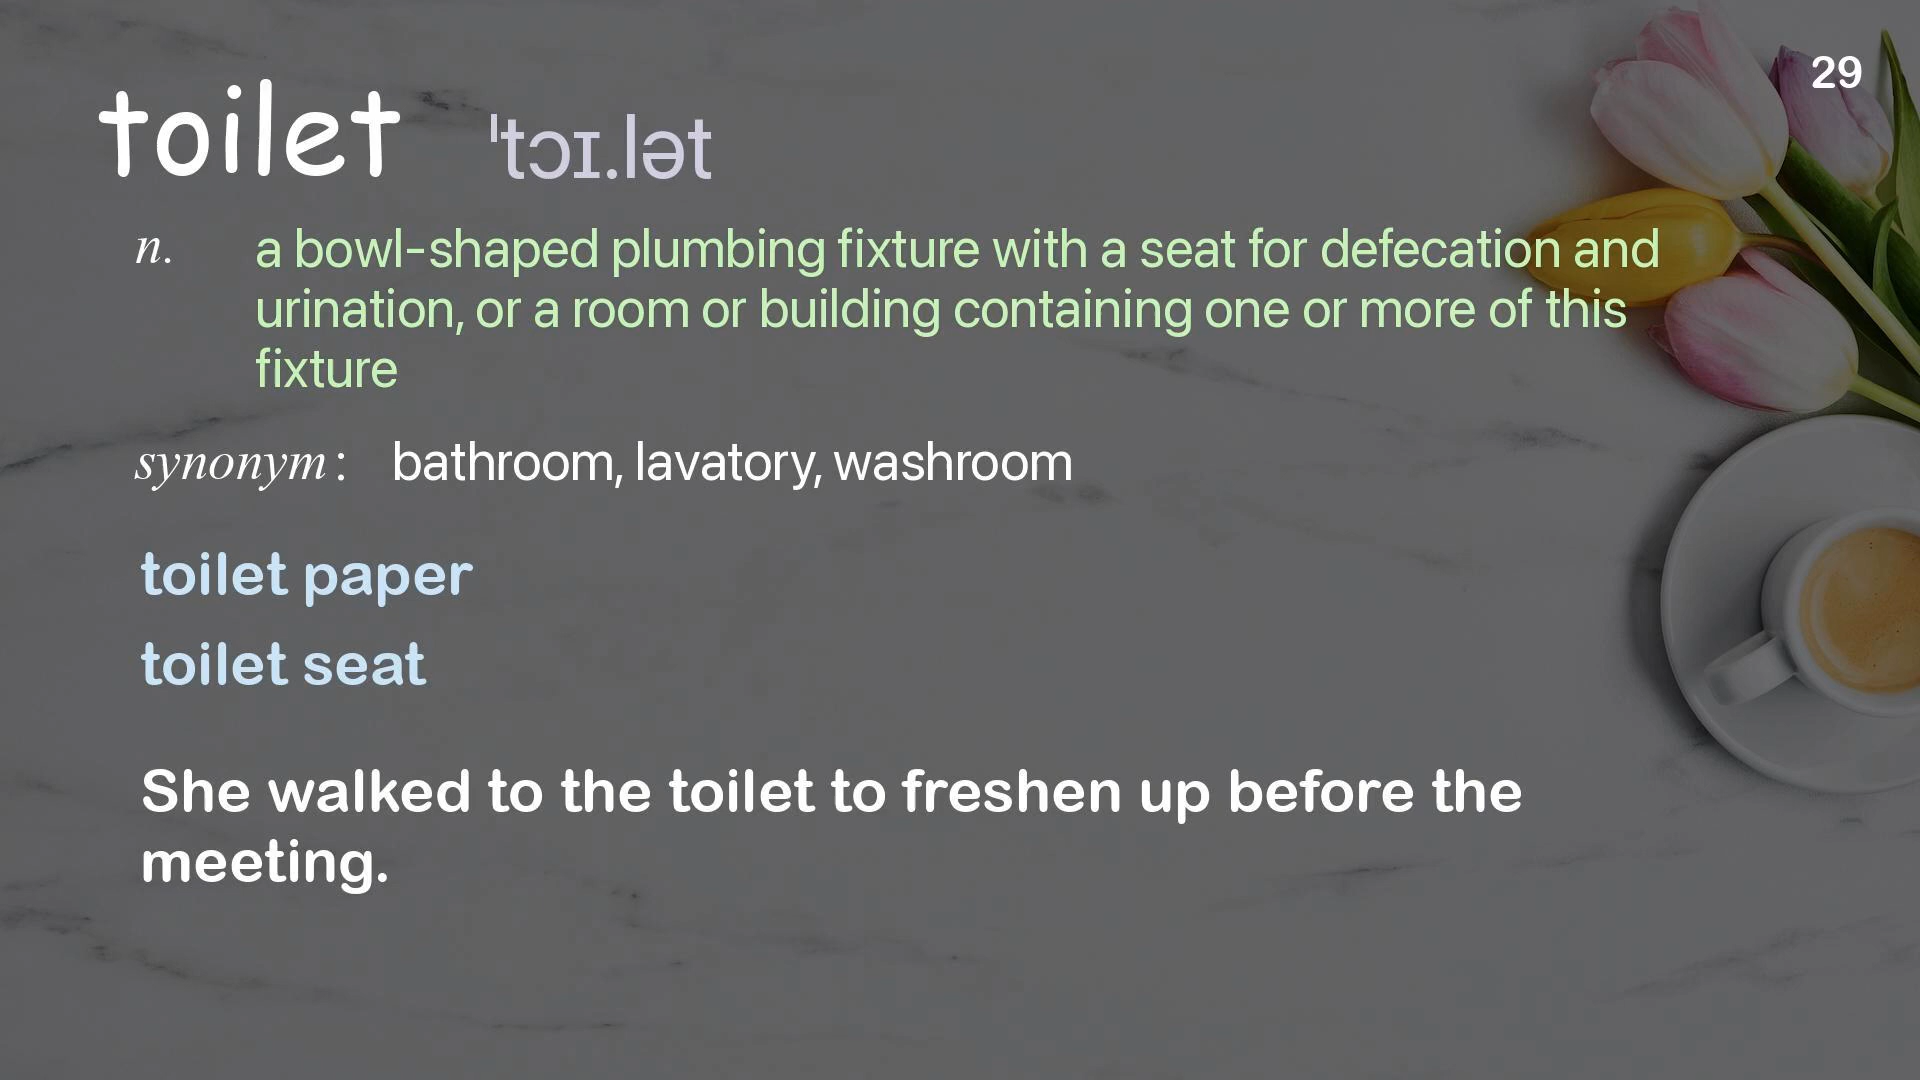 29
toilet ˈtɔɪ.lət
n. a bowl-shaped plumbing fixture with a seat for defecation and
urination, or a room or building containing one or more of this
fixture
synonym: bathroom, lavatory, washroom
toilet paper
toilet seat
She walked to the toilet to freshen up before the
meeting.